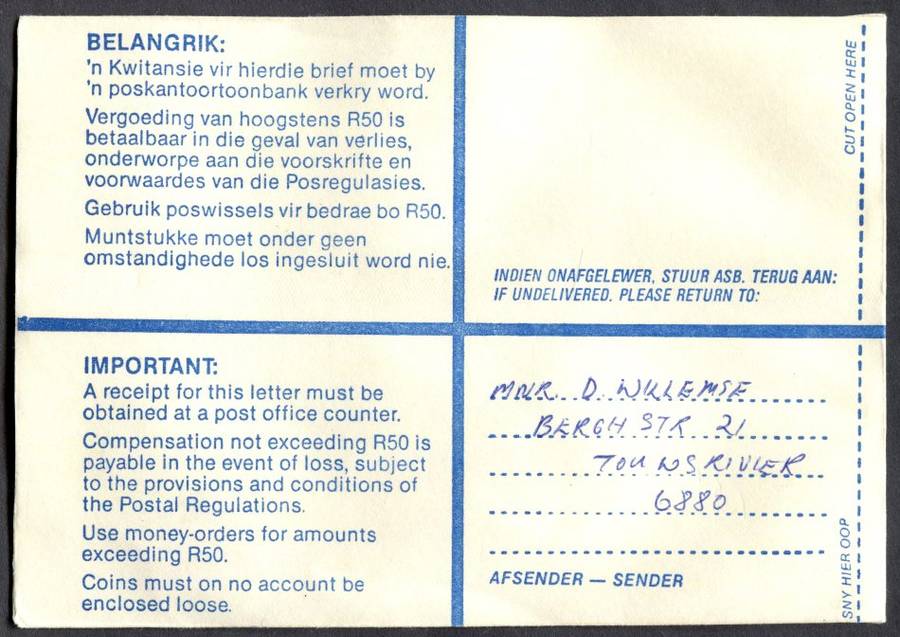 BELANGRIK:
'n Kwitansie vir hierdie brief moet by
'n poskantoortoonbank verkry word.
Vergoeding van hoogstens R50 is
betaalbaar in die geval van verlies,
onderworpe aan die voorskrifte en
voorwaardes van die Posregulasies.
Gebruik poswissels vir bedrae bo R50.
Muntstukke moet onder geen
omstandighede los ingesluit word nie.
INDIEN ONAFGELEWER, STUUR ASB. TERUG AAN:
IF UNDELIVERED, PLEASE RETURN TO:
CUT OPEN HERE
IMPORTANT:
A receipt for this letter must be
obtained at a post office counter.
Compensation not exceeding R50 is
payable in the event of loss, subject
to the provisions and conditions of
the Postal Regulations.
Use money-orders for amounts
exceeding R50.
Coins must on no account be
enclosed loose.
MNR. D. WILLEMSE
BERGH STR 21
TOUWSRIVIER
6880
AFSENDER — SENDER
SNY HIER OOP